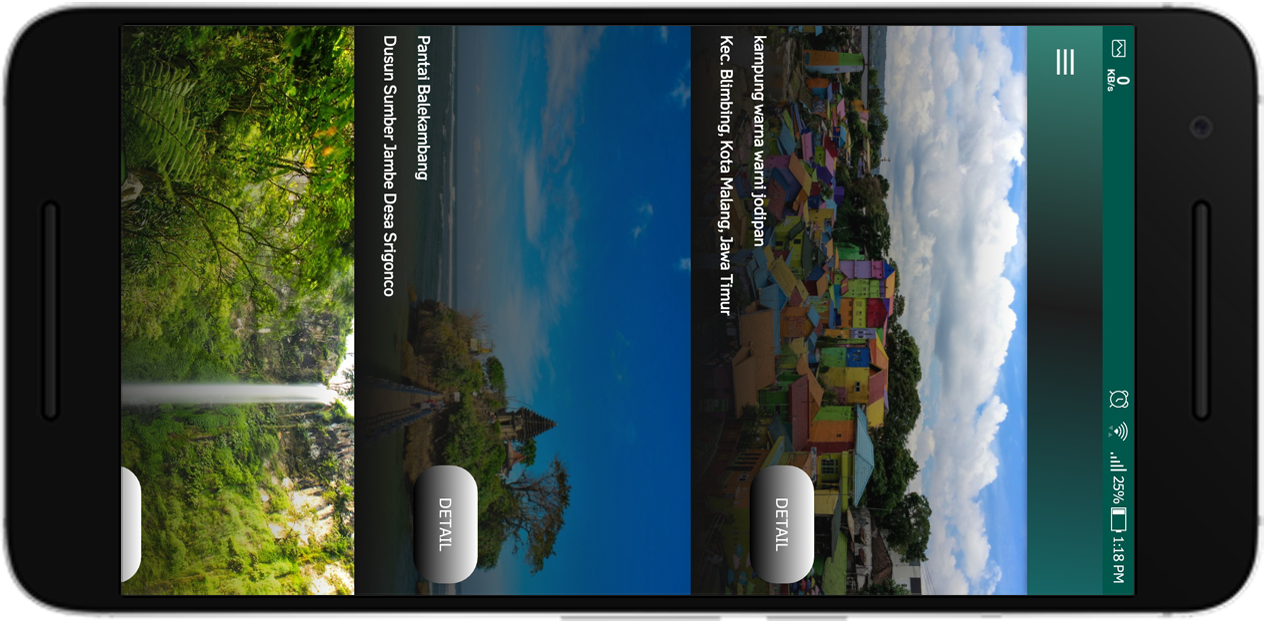 0
KB/s
25%
1:18 PM
kampung warna warni jodipan
Kec. Blimbing, Kota Malang, Jawa Timur
DETAIL
Pantai Balekambang
Dusun Sumber Jambe Desa Srigonco
DETAIL